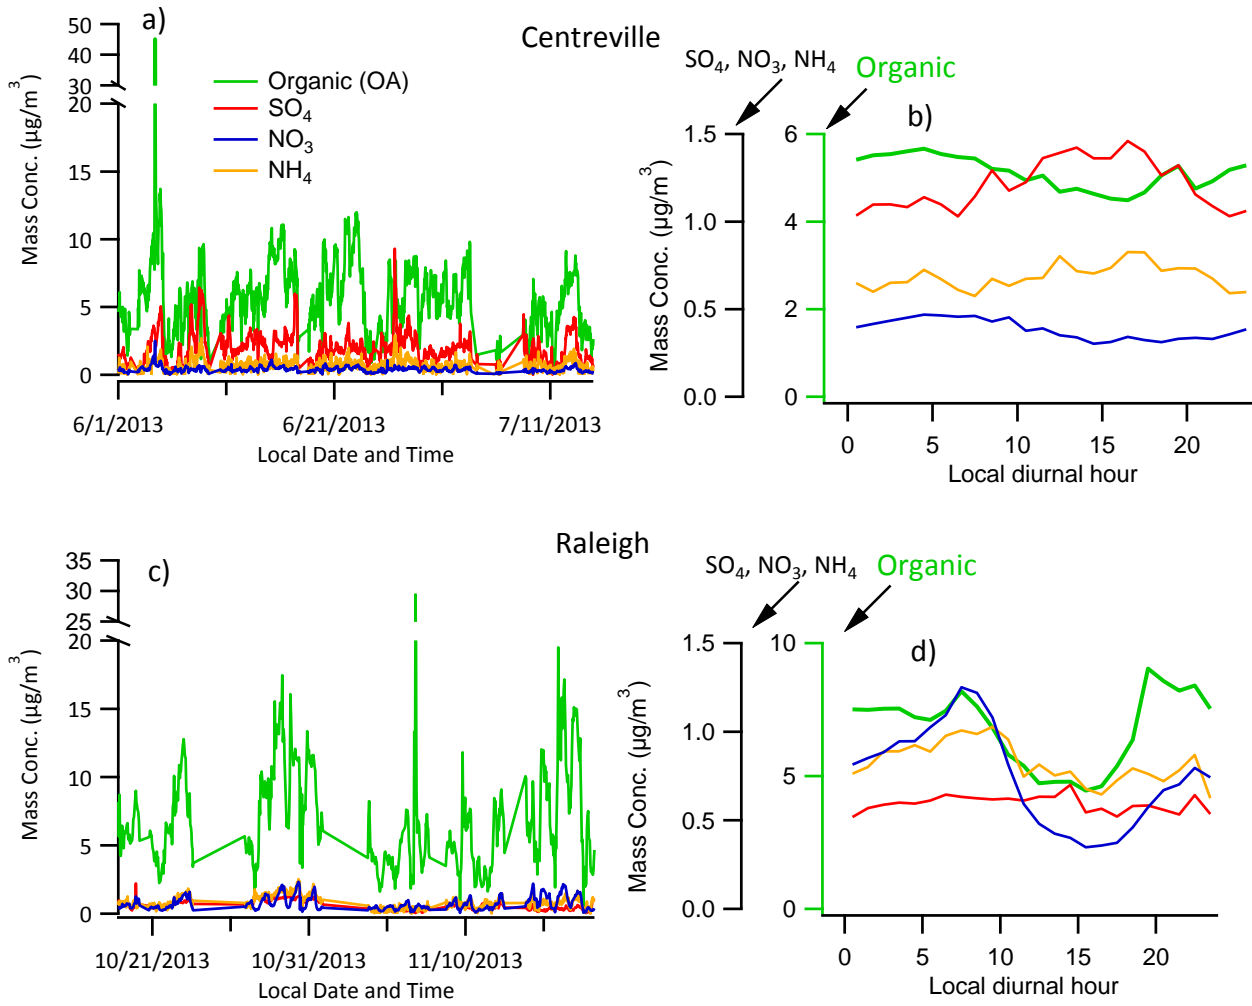 a)
Centreville
Mass Conc. (µg/m³)
50
40
30
20
15
10
5
0
Organic (OA)
SO₄
NO₃
NH₄
6/1/2013
6/21/2013
7/11/2013
Local Date and Time
SO₄, NO₃, NH₄
Organic
b)
Mass Conc. (µg/m³)
1.5
1.0
0.5
0.0
6
4
2
0
0
5
10
15
20
Local diurnal hour
Raleigh
c)
Mass Conc. (µg/m³)
35
30
25
20
15
10
5
0
10/21/2013
10/31/2013
11/10/2013
Local Date and Time
SO₄, NO₃, NH₄
Organic
d)
Mass Conc. (µg/m³)
1.5
1.0
0.5
0.0
10
5
0
0
5
10
15
20
Local diurnal hour